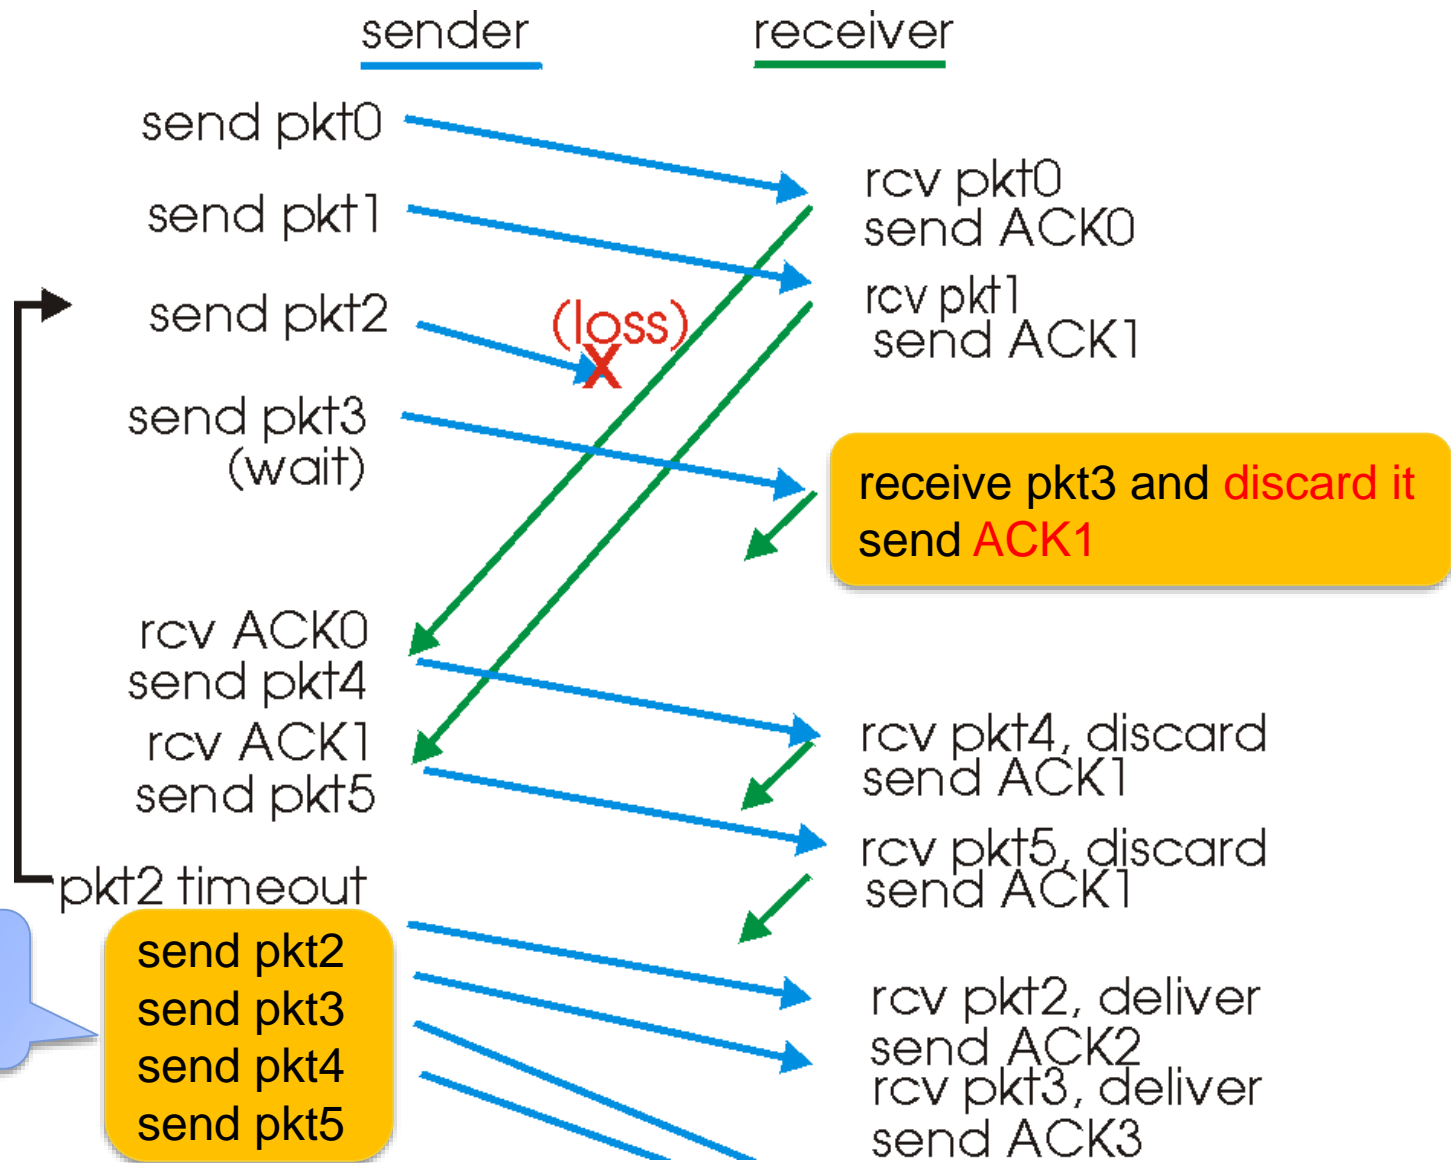 sender
receiver
send pkt0
send pkt1
send pkt2
(loss)
X
send pkt3
(wait)
rcv ACK0
send pkt4
rcv ACK1
send pkt5
pkt2 timeout
send pkt2
send pkt3
send pkt4
send pkt5
rcv pkt0
send ACK0
rcv pkt1
send ACK1
receive pkt3 and discard it
send ACK1
rcv pkt4, discard
send ACK1
rcv pkt5, discard
send ACK1
rcv pkt2, deliver
send ACK2
rcv pkt3, deliver
send ACK3